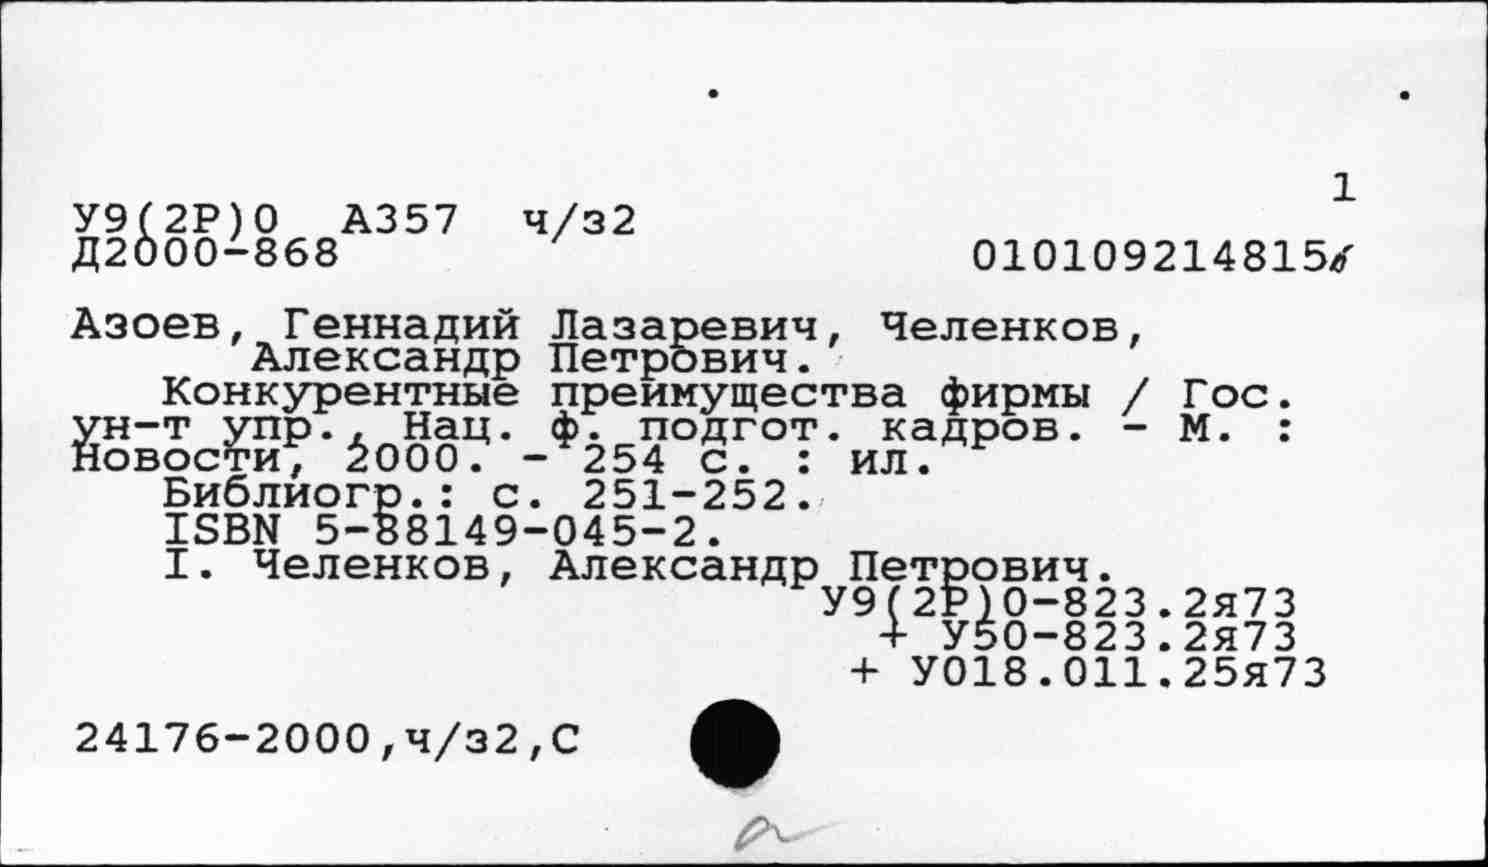 1
У9(2Р)0 А357 ч/з2
Д2000-868 010109214815
Азоев, Геннадий Лазаревич, Челенков,
Александр Петрович.
Конкурентные преимущества фирмы / Гос.
ун-т упр., Нац. ф. подгот. кадров. - М. :
Новости, 2000. - 254 с. : ил.
Библиогр.: с. 251-252.
ISBN 5-88149-045-2.
I. Челенков, Александр Петрович.
У9(2Р)0-823.2я73
+ У50-823.2я73
+ У018.011.25я73
24176-2000,ч/з2,С